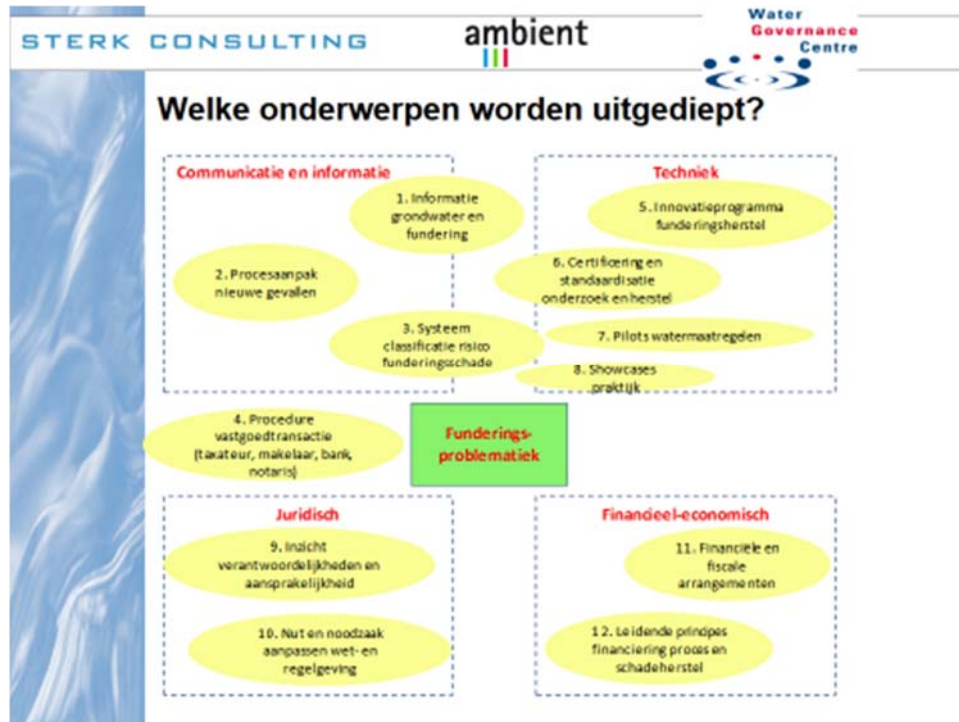 STERK CONSULTING
ambient
Water
Governance
Centre
Welke onderwerpen worden uitgediept?
Communicatie en informatie
1. Informatie
grondwater en
fundering
2. Procesaanpak
nieuwe gevallen
3. Systeem
classificatie risico
funderingsschade
Techniek
5. Innovatieprogramma
funderingsherstel
6. Certificering en
standaardisatie
onderzoek en herstel
7. Pilots watermaatregelen
8. Showcases
praktijk
4. Procedure
vastgoedtransactie
(taxateur, makelaar, bank,
notaris)
Funderings-
problematiek
Juridisch
9. Inzicht
verantwoordelijkheden en
aansprakelijkheid
10. Nut en noodzaak
aanpassen wet- en
regelgeving
Financieel-economisch
11. Financiële en
fiscale
arrangementen
12. Leidende principes
financiering proces en
schadeherstel